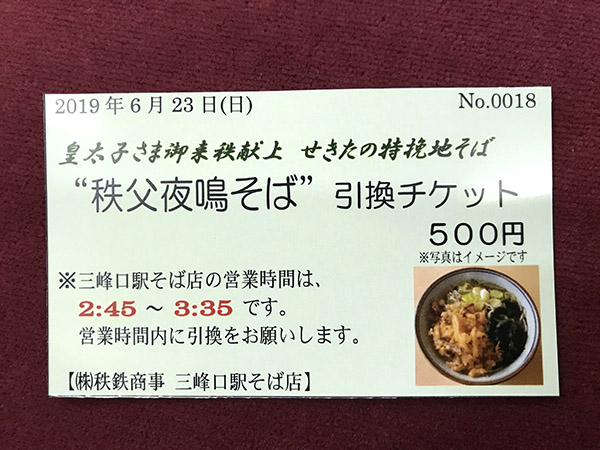 2019年6月23日(日) No.0018
皇太子さま御来秩献上 せきたの特挽地そば
“秩父夜鳴そば” 引換チケット
500円
※写真はイメージです
※三峰口駅そば店の営業時間は、
2:45 ～ 3:35 です。
営業時間内に引換をお願いします。
【㈱秩鉄商事 三峰口駅そば店】